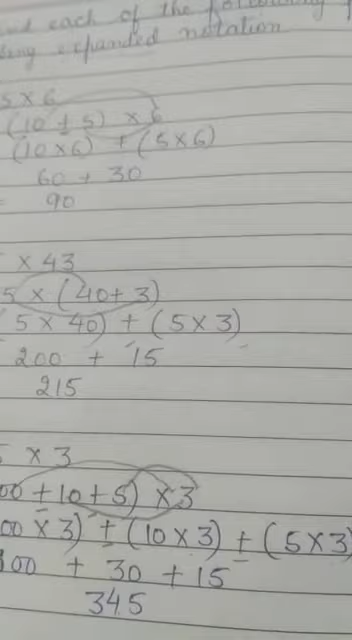 each of the following
expanded notation
5 × 6
(10 + 5) × 6
(10 × 6) + (5 × 6)
60 + 30
90
× 43
5 × (40 + 3)
5 × 40) + (5 × 3)
200 + 15
215
5 × 3
00 + 10 + 5) × 3
00 × 3) + (10 × 3) + (5 × 3)
300 + 30 + 15
345